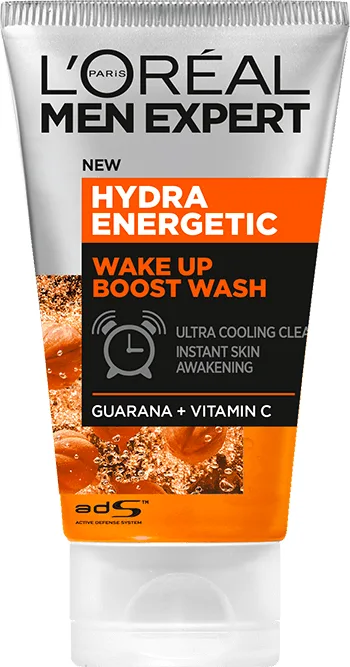 L'ORÉAL
PARIS
MEN EXPERT
NEW
HYDRA
ENERGETIC
WAKE UP
BOOST WASH
ULTRA COOLING CLEA
INSTANT SKIN
AWAKENING
GUARANA + VITAMIN C
adS™
ACTIVE DEFENSE SYSTEM